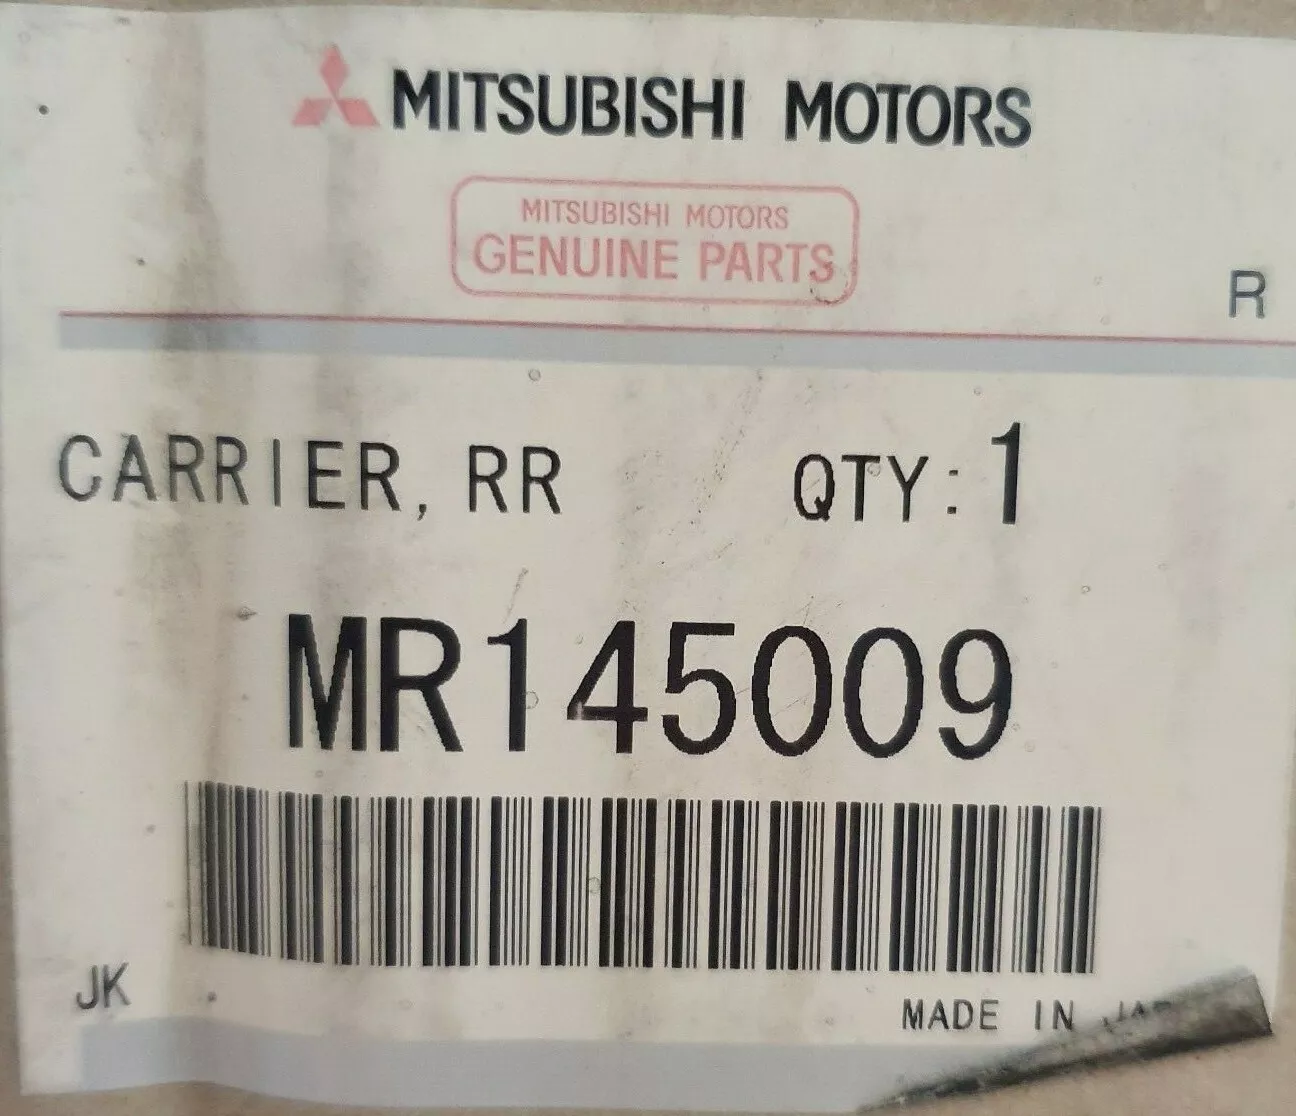 MITSUBISHI MOTORS
MITSUBISHI MOTORS
GENUINE PARTS
R
CARRIER, RR QTY: 1
MR145009
JK
MADE IN